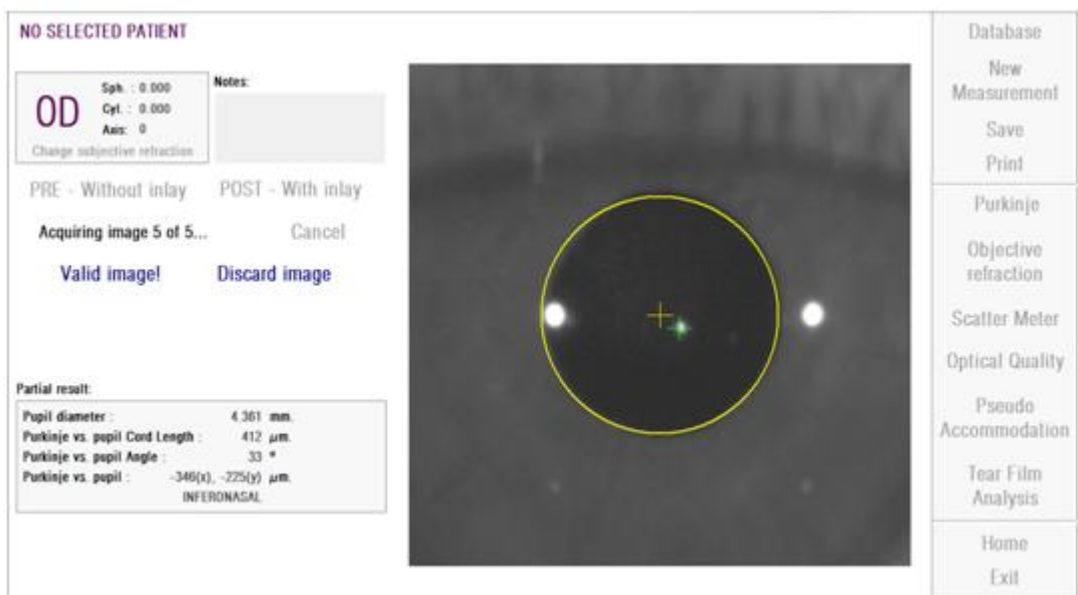 NO SELECTED PATIENT
OD
Sph. : 0.000
Cyl. : 0.000
Axis: 0
Change subjective refraction
Notes:
PRE - Without inlay
POST - With inlay
Acquiring image 5 of 5...
Cancel
Valid image!
Discard image
Partial result:
Pupil diameter : 4.361 mm.
Purkinje vs. pupil Cord Length : 412 µm.
Purkinje vs. pupil Angle : 33 º
Purkinje vs. pupil : -346(x), -225(y) µm.
INFERONASAL
Database
New
Measurement
Save
Print
Purkinje
Objective
refraction
Scatter Meter
Optical Quality
Pseudo
Accommodation
Tear Film
Analysis
Home
Exit